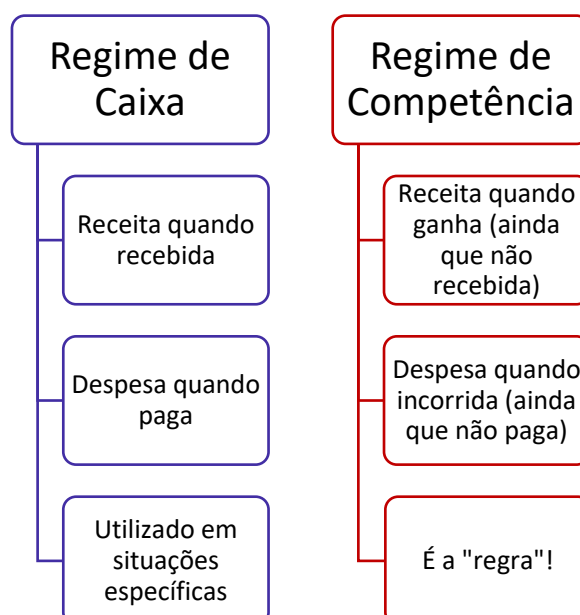 Regime de
Caixa
Receita quando
recebida
Despesa quando
paga
Utilizado em
situações
específicas
Regime de
Competência
Receita quando
ganha (ainda
que não
recebida)
Despesa quando
incorrida (ainda
que não paga)
É a "regra"!